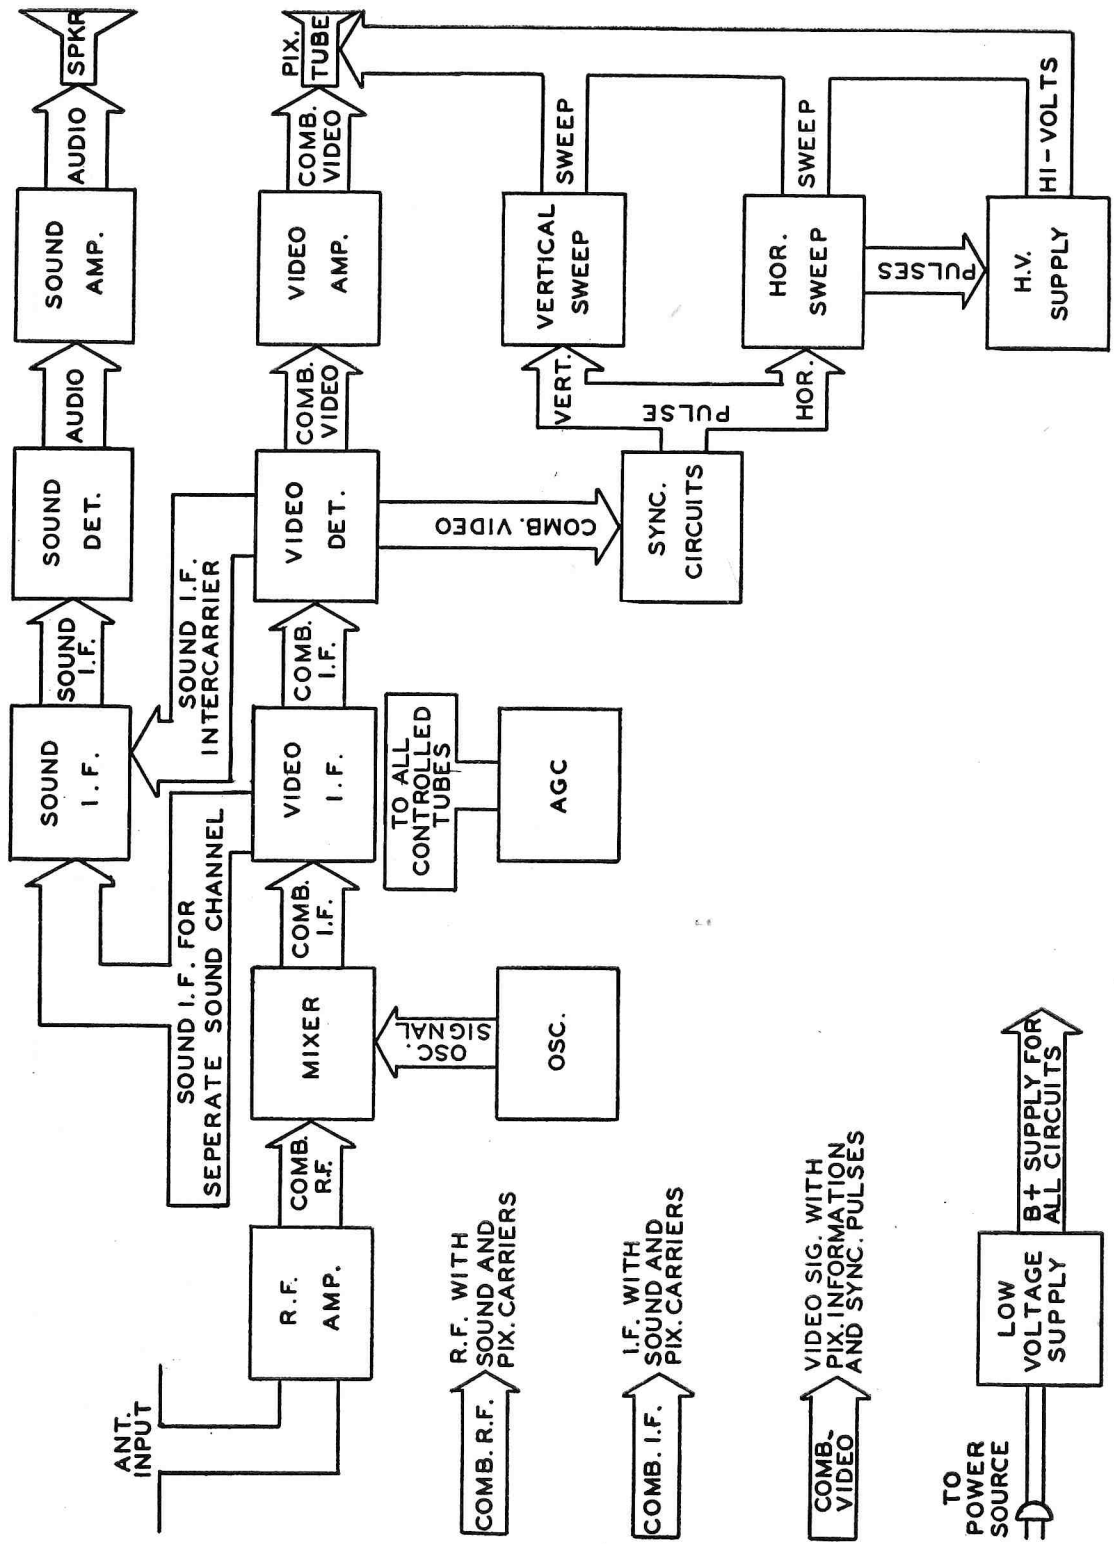 ANT.
INPUT
R.F.
AMP.
COMB.
R.F.
MIXER
COMB.
I.F.
VIDEO
I.F.
COMB.
I.F.
VIDEO
DET.
COMB.
VIDEO
VIDEO
AMP.
COMB.
VIDEO
PIX.
TUBE
SOUND I.F. FOR
SEPERATE SOUND CHANNEL
SOUND I.F.
INTERCARRIER
SOUND
I.F.
SOUND
I.F.
SOUND
DET.
AUDIO
SOUND
AMP.
AUDIO
SPKR
OSC.
SIGNAL
OSC.
TO ALL
CONTROLLED
TUBES
AGC
COMB. VIDEO
SYNC.
CIRCUITS
PULSE
VERT.
HOR.
VERTICAL
SWEEP
SWEEP
HOR.
SWEEP
SWEEP
PULSES
H.V.
SUPPLY
HI-VOLTS
COMB. R.F.
R.F. WITH
SOUND AND
PIX. CARRIERS
COMB. I.F.
I.F. WITH
SOUND AND
PIX. CARRIERS
COMB.
VIDEO
VIDEO SIG. WITH
PIX. INFORMATION
AND SYNC. PULSES
TO
POWER
SOURCE
LOW
VOLTAGE
SUPPLY
B+ SUPPLY FOR
ALL CIRCUITS